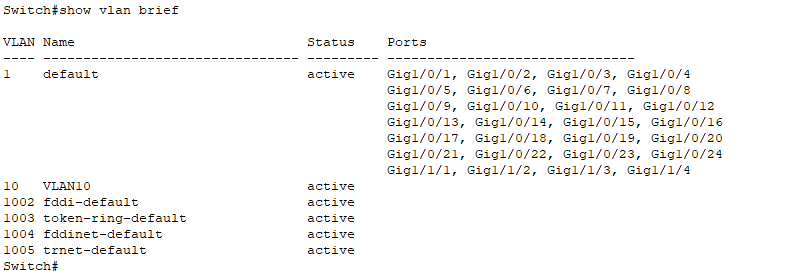 Switch#show vlan brief
VLAN Name                             Status    Ports
---- -------------------------------- --------- -------------------------------
1    default                          active    Gig1/0/1, Gig1/0/2, Gig1/0/3, Gig1/0/4
                                                Gig1/0/5, Gig1/0/6, Gig1/0/7, Gig1/0/8
                                                Gig1/0/9, Gig1/0/10, Gig1/0/11, Gig1/0/12
                                                Gig1/0/13, Gig1/0/14, Gig1/0/15, Gig1/0/16
                                                Gig1/0/17, Gig1/0/18, Gig1/0/19, Gig1/0/20
                                                Gig1/0/21, Gig1/0/22, Gig1/0/23, Gig1/0/24
                                                Gig1/1/1, Gig1/1/2, Gig1/1/3, Gig1/1/4
10   VLAN10                           active
1002 fddi-default                     active
1003 token-ring-default               active
1004 fddinet-default                  active
1005 trnet-default                    active
Switch#